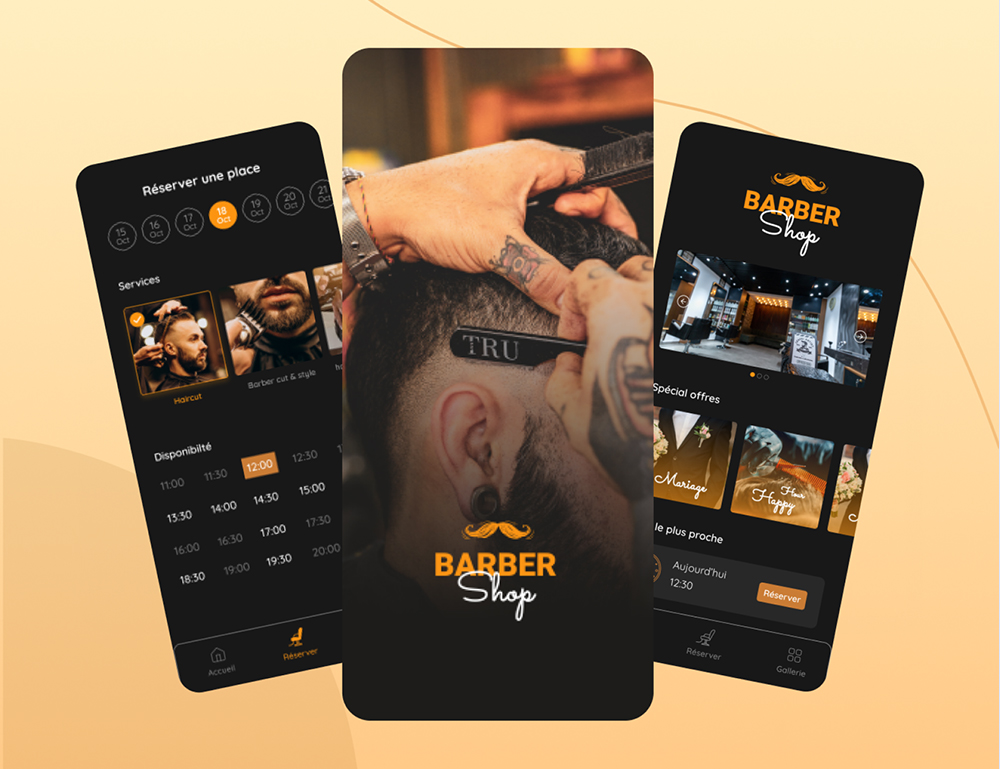 Réserver une place
15 Oct
16 Oct
17 Oct
18 Oct
19 Oct
20 Oct
21 Oct
Services
Haircut
Barber cut & style
Disponibilté
11:00 11:30 12:00 12:30
13:30 14:00 14:30 15:00
16:00 16:30 17:00 17:30
18:30 19:00 19:30 20:00
Accueil
Réserver
TRU
BARBER
Shop
BARBER
Shop
Spécial offres
Mariage
Hour
Happy
le plus proche
Aujourd'hui
12:30
Réserver
Réserver
Gallerie